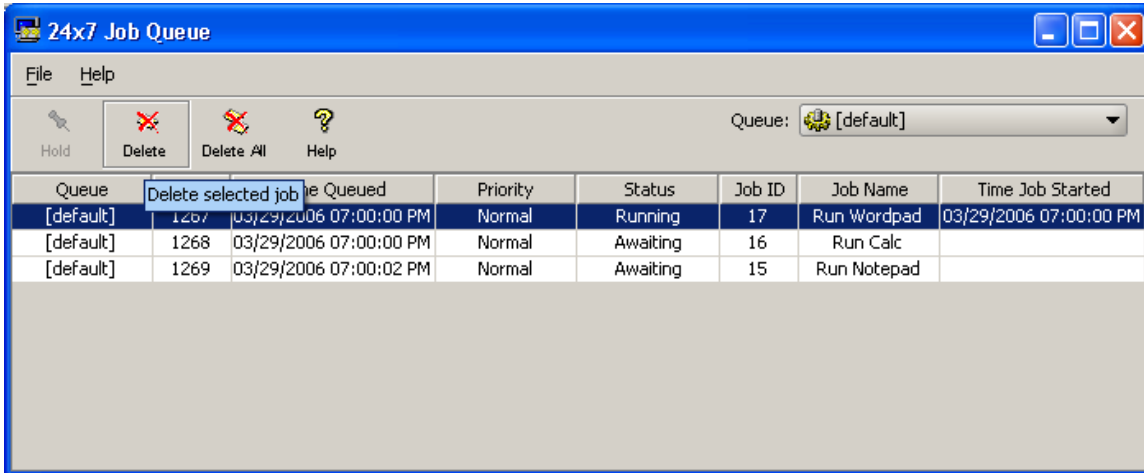 24x7 Job Queue
File Help
Hold Delete Delete All Help Queue: [default]
Delete selected job
Queue Queued Priority Status Job ID Job Name Time Job Started
[default] 1267 03/29/2006 07:00:00 PM Normal Running 17 Run Wordpad 03/29/2006 07:00:00 PM
[default] 1268 03/29/2006 07:00:00 PM Normal Awaiting 16 Run Calc
[default] 1269 03/29/2006 07:00:02 PM Normal Awaiting 15 Run Notepad